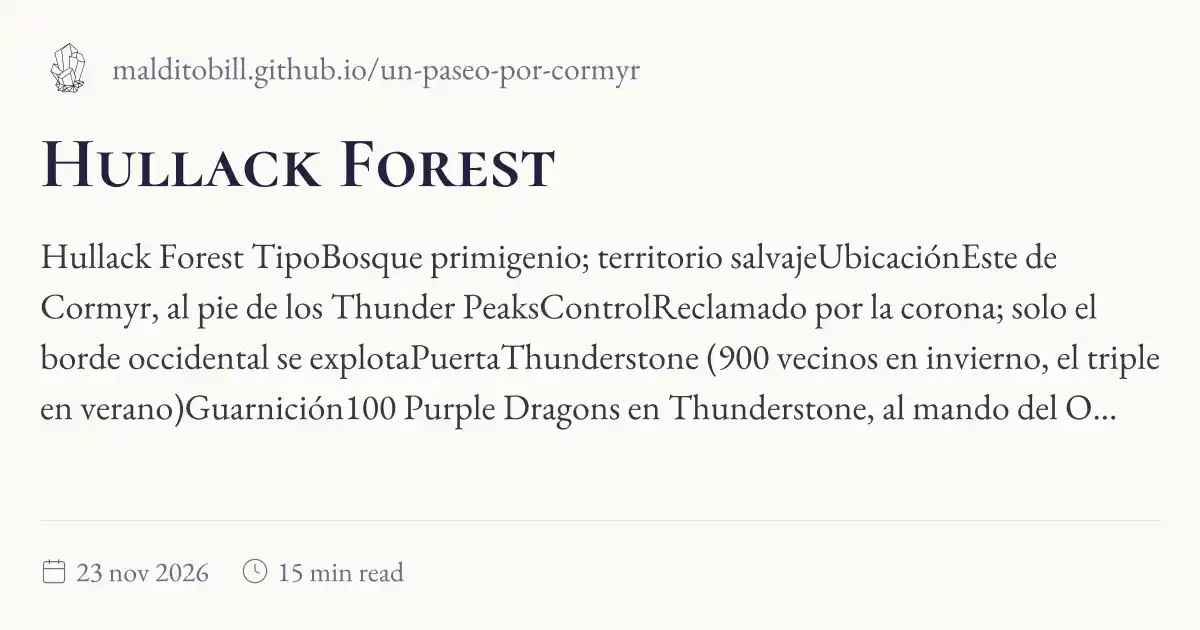 malditobill.github.io/un-paseo-por-cormyr
Hullack Forest
Hullack Forest TipoBosque primigenio; territorio salvajeUbicaciónEste de
Cormyr, al pie de los Thunder PeaksControlReclamado por la corona; solo el
borde occidental se explotaPuertaThunderstone (900 vecinos en invierno, el triple
en verano)Guarnición100 Purple Dragons en Thunderstone, al mando del O...
23 nov 2026
15 min read